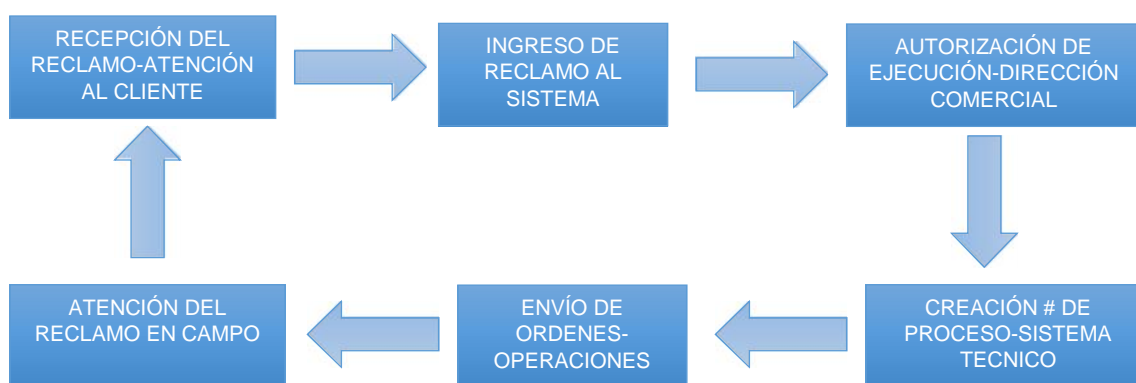 RECEPCIÓN DEL
RECLAMO-ATENCIÓN
AL CLIENTE
INGRESO DE
RECLAMO AL
SISTEMA
AUTORIZACIÓN DE
EJECUCIÓN-DIRECCIÓN
COMERCIAL
CREACIÓN # DE
PROCESO-SISTEMA
TECNICO
ENVÍO DE
ORDENES-
OPERACIONES
ATENCIÓN DEL
RECLAMO EN CAMPO